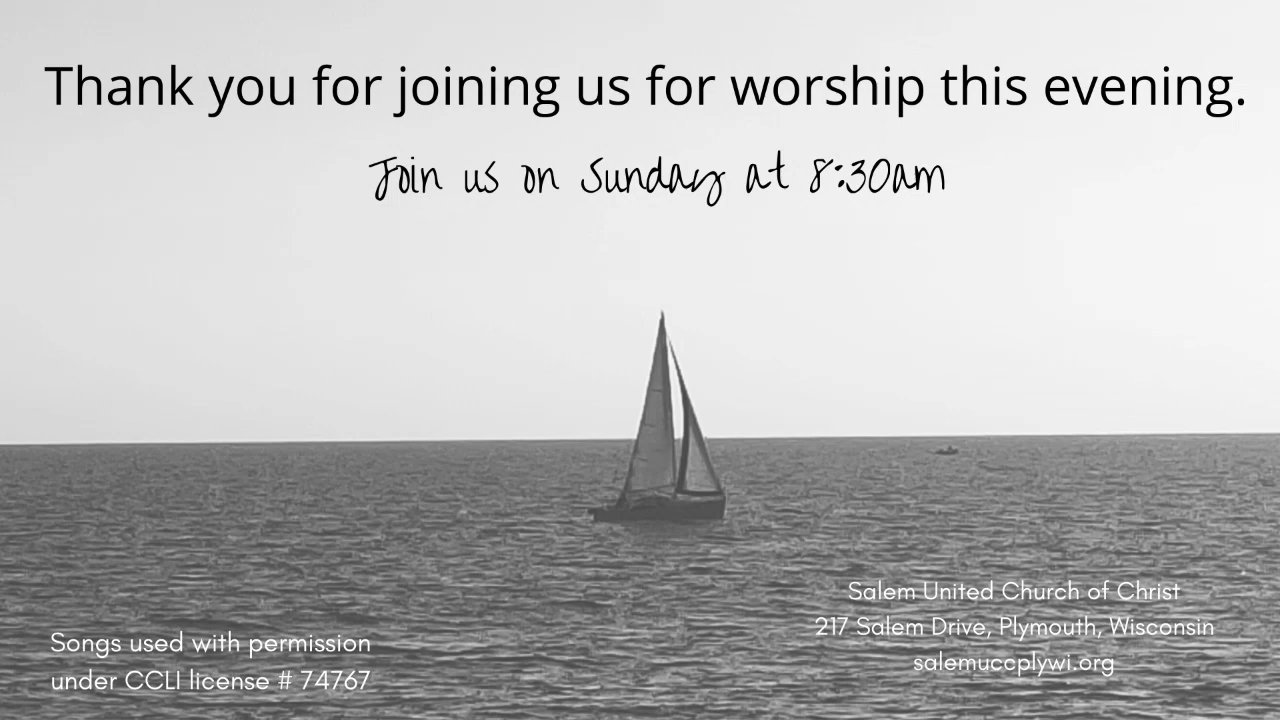 Thank you for joining us for worship this evening.
Join us on Sunday at 8:30am
Songs used with permission
under CCLI license # 74767
Salem United Church of Christ
217 Salem Drive, Plymouth, Wisconsin
salemuccplywi.org